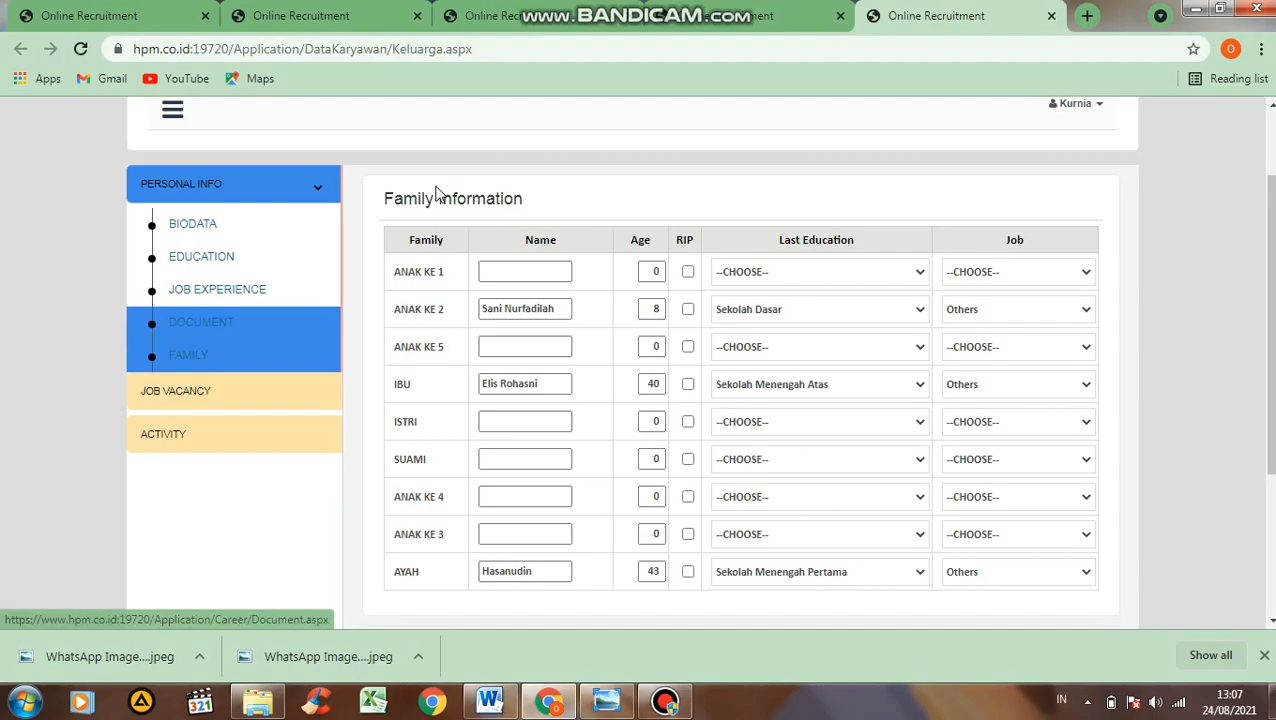 Online Recruitment
Online Recruitment
Online Rec
www.BANDICAM.com
tment
Online Recruitment
hpm.co.id:19720/Application/DataKaryawan/Keluarga.aspx
O
Apps
Gmail
YouTube
Maps
Reading list
Kurnia
PERSONAL INFO
BIODATA
EDUCATION
JOB EXPERIENCE
DOCUMENT
FAMILY
JOB VACANCY
ACTIVITY
Family Information
Family Name Age RIP Last Education Job
ANAK KE 1 0 --CHOOSE-- --CHOOSE--
ANAK KE 2 Sani Nurfadilah 8 Sekolah Dasar Others
ANAK KE 5 0 --CHOOSE-- --CHOOSE--
IBU Elis Rohasni 40 Sekolah Menengah Atas Others
ISTRI 0 --CHOOSE-- --CHOOSE--
SUAMI 0 --CHOOSE-- --CHOOSE--
ANAK KE 4 0 --CHOOSE-- --CHOOSE--
ANAK KE 3 0 --CHOOSE-- --CHOOSE--
AYAH Hasanudin 43 Sekolah Menengah Pertama Others
https://www.hpm.co.id:19720/Application/Career/Document.aspx
WhatsApp Image....jpeg
WhatsApp Image....jpeg
Show all
321
IN
13:07
24/08/2021